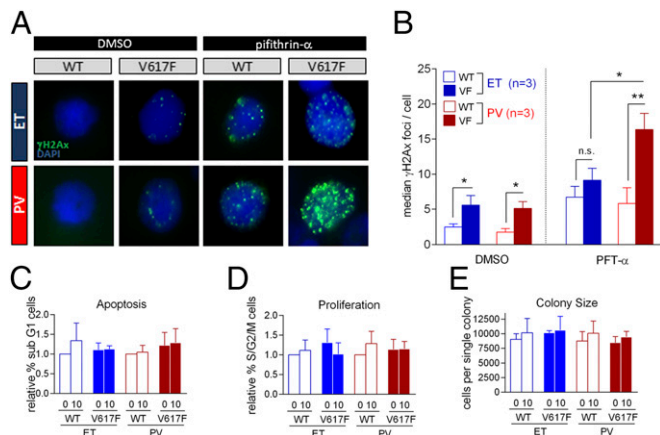 A
DMSO
pifithrin-α
WT
V617F
WT
V617F
ET
γH2Ax
DAPI
PV
B
median γH2Ax foci / cell
25
20
15
10
5
0
WT
VF
ET (n=3)
WT
VF
PV (n=3)
*
*
n.s.
*
**
DMSO
PFT-α
C
Apoptosis
relative % sub G1 cells
2.0
1.5
1.0
0.5
0.0
0 10
0 10
0 10
0 10
WT
V617F
WT
V617F
ET
PV
D
Proliferation
relative % S/G2/M cells
2.0
1.5
1.0
0.5
0.0
0 10
0 10
0 10
0 10
WT
V617F
WT
V617F
ET
PV
E
Colony Size
cells per single colony
15000
12500
10000
7500
5000
2500
0
0 10
0 10
0 10
0 10
WT
V617F
WT
V617F
ET
PV